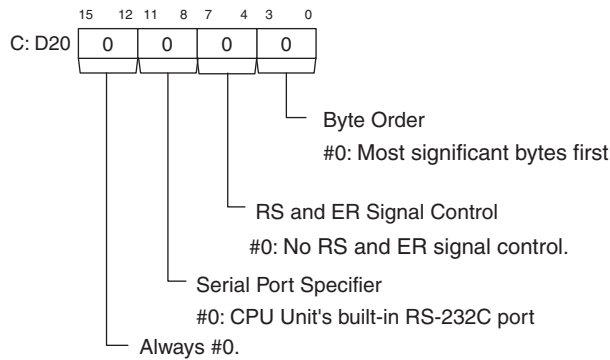 15 12 11 8 7 4 3 0
C: D20 0 0 0 0
Byte Order
#0: Most significant bytes first
RS and ER Signal Control
#0: No RS and ER signal control.
Serial Port Specifier
#0: CPU Unit's built-in RS-232C port
Always #0.